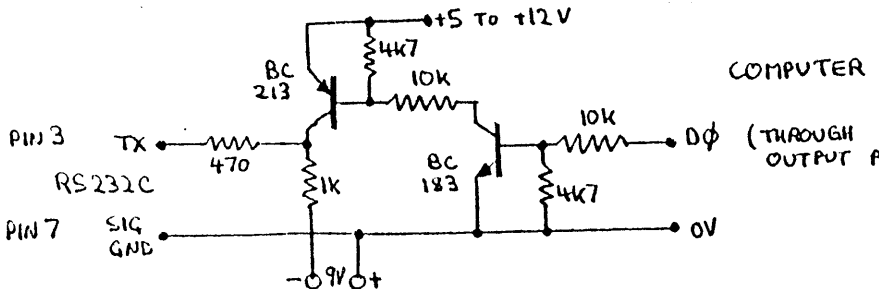 +5 TO +12V
4K7
BC
213
10K
COMPUTER
10K
PIN 3 TX
470
DØ (THROUGH
OUTPUT
RS232C
1K
BC
183
4K7
PIN 7 SIG
GND
0V
- 9V +